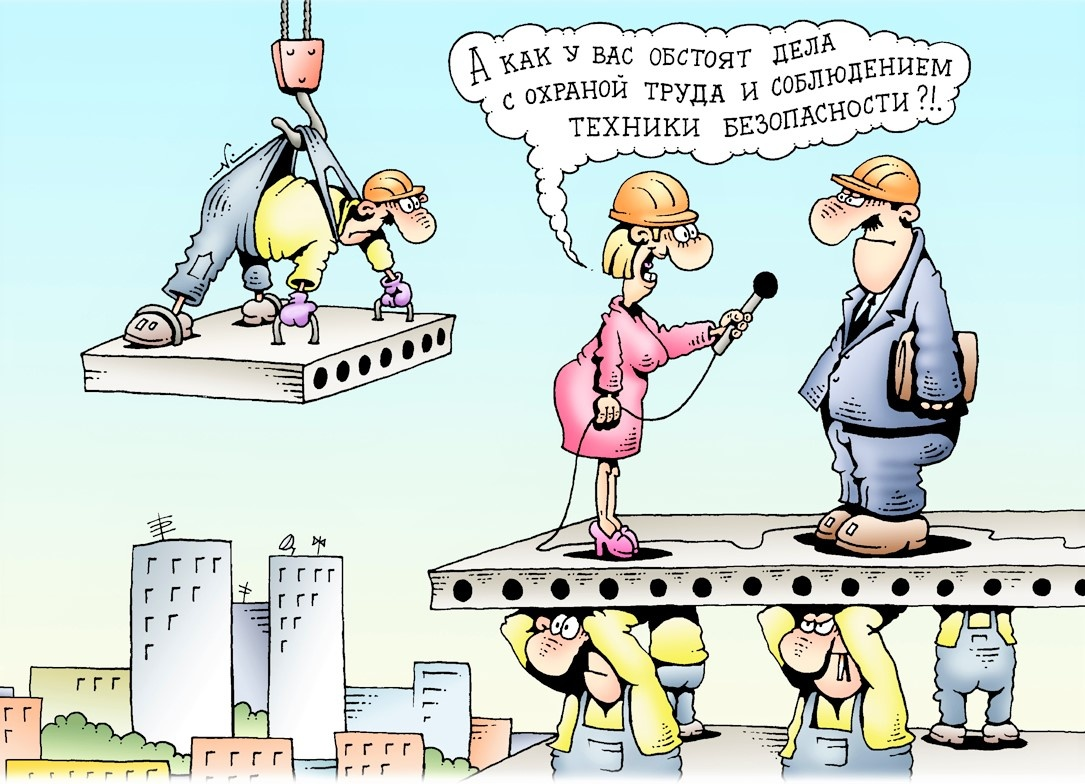 А КАК У ВАС ОБСТОЯТ ДЕЛА
С ОХРАНОЙ ТРУДА И СОБЛЮДЕНИЕМ
ТЕХНИКИ БЕЗОПАСНОСТИ?!.